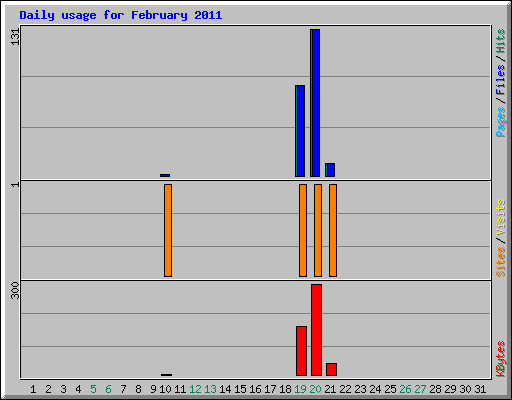 Daily usage for February 2011
131
Pages/Files/Hits
1
Sites/Visits
300
KBytes
1 2 3 4 5 6 7 8 9 10 11 12 13 14 15 16 17 18 19 20 21 22 23 24 25 26 27 28 29 30 31